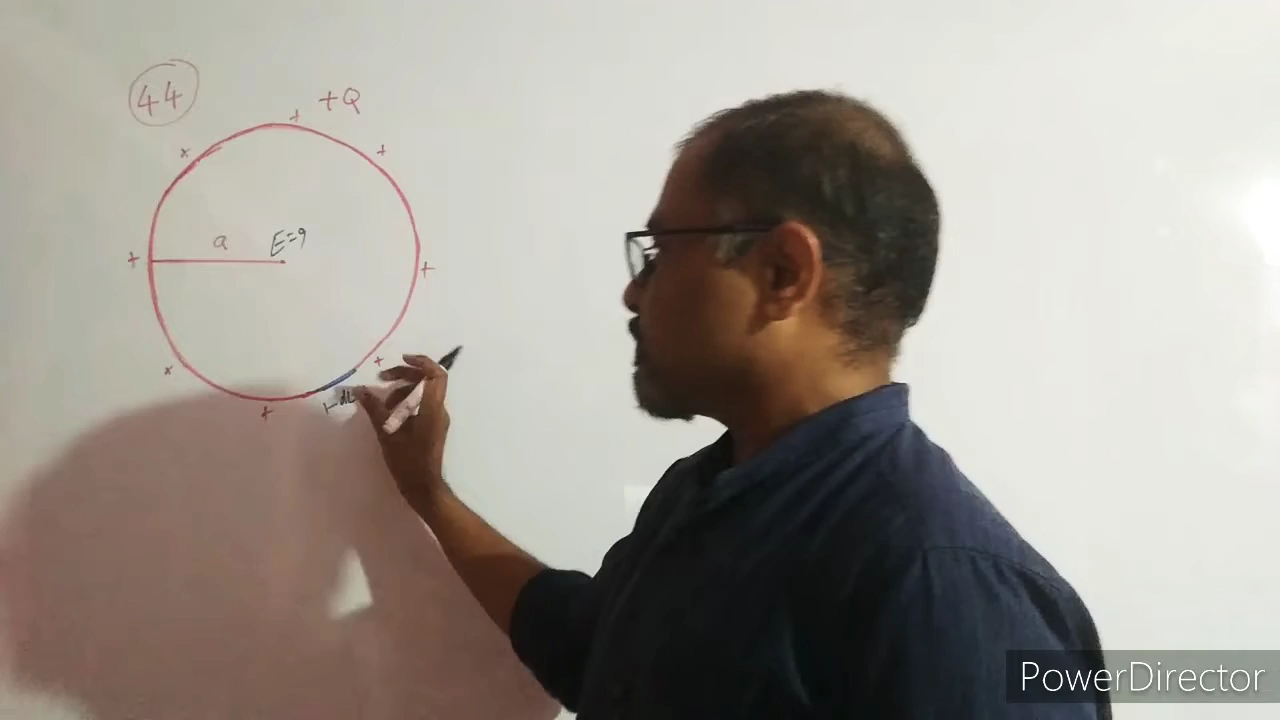 44
+Q
+
×
+
a
E=?
+
+
+
×
+
+
dL
PowerDirector